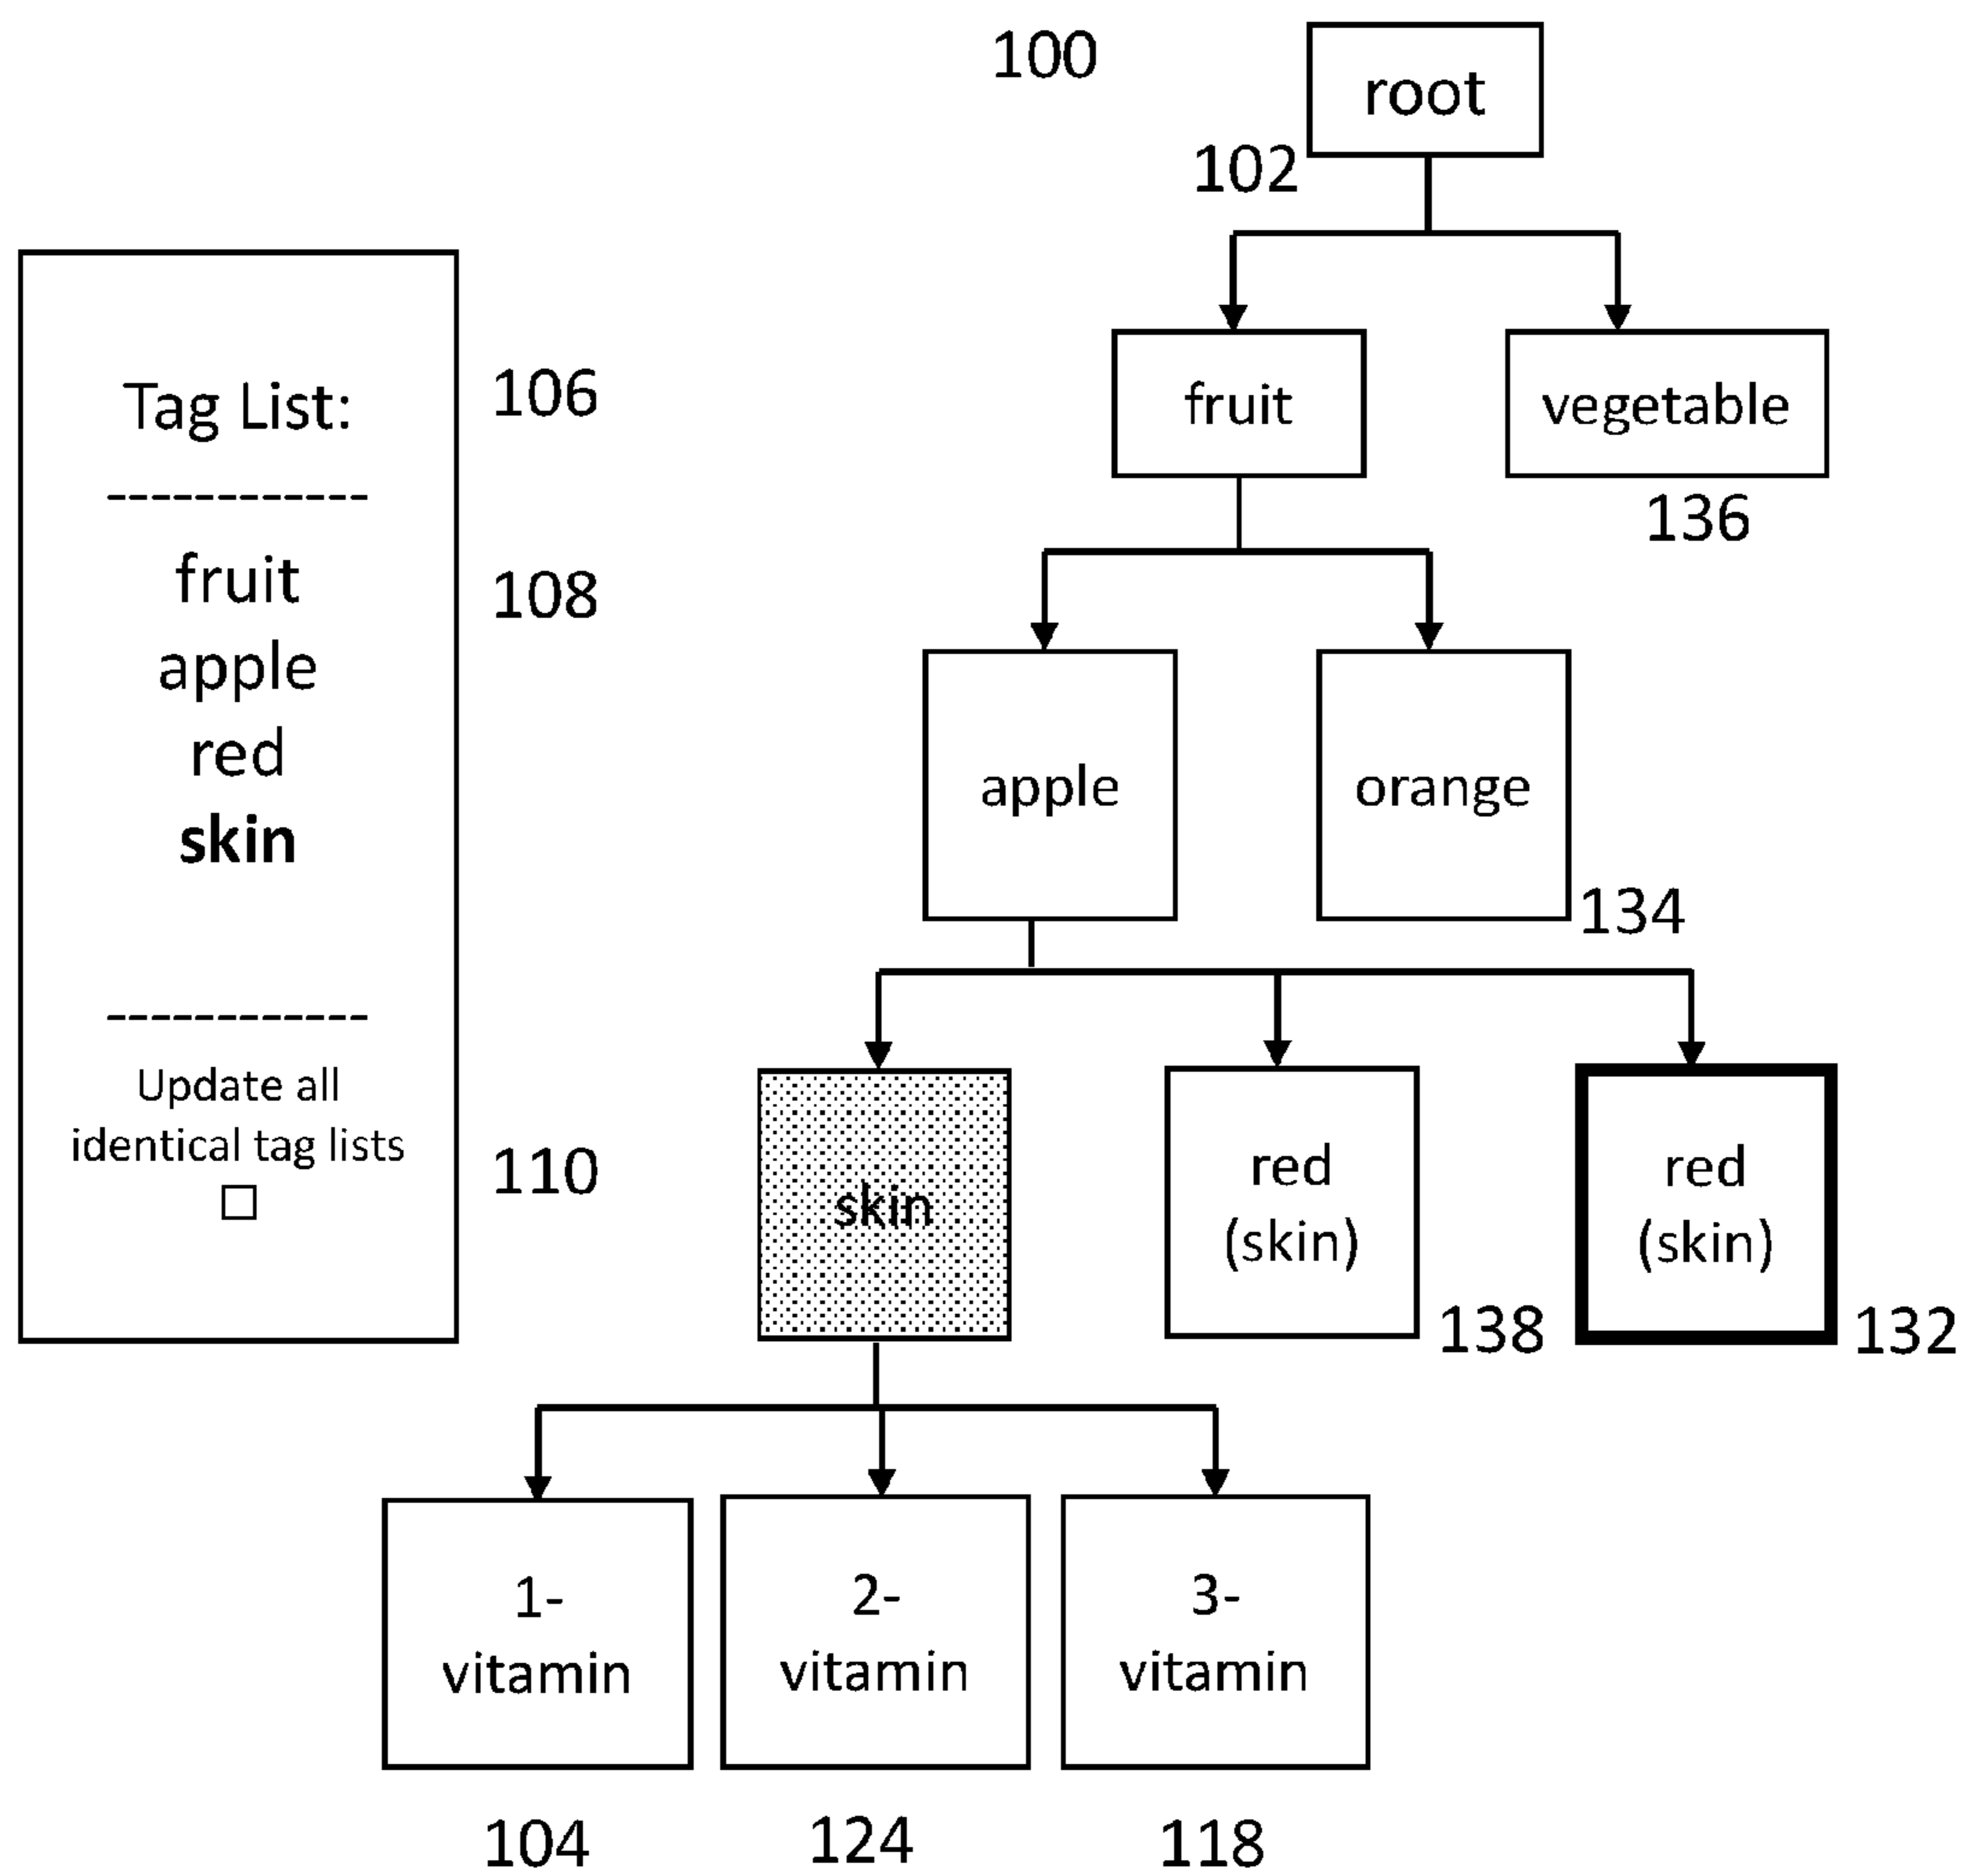 100
root
102
Tag List:
106
------------
fruit
vegetable
136
fruit
108
apple
red
skin
apple
orange
134
------------
Update all
identical tag lists
110
skin
red
(skin)
138
red
(skin)
132
1-
vitamin
2-
vitamin
3-
vitamin
104
124
118